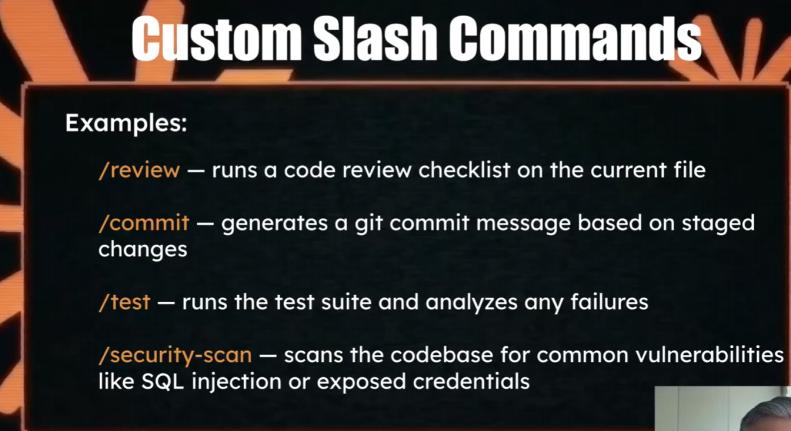 Custom Slash Commands
Examples:
/review — runs a code review checklist on the current file
/commit — generates a git commit message based on staged
changes
/test — runs the test suite and analyzes any failures
/security-scan — scans the codebase for common vulnerabilities
like SQL injection or exposed credentials